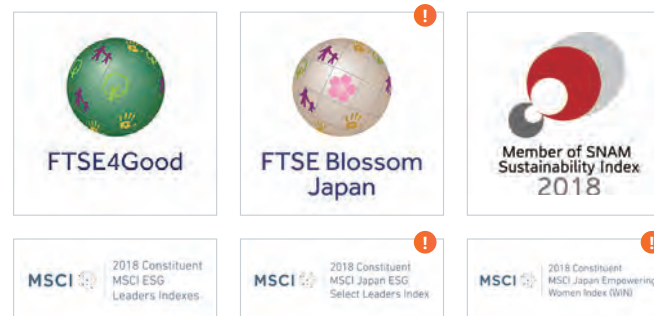 !
FTSE4Good
FTSE Blossom
Japan
Member of SNAM
Sustainability Index
2018
MSCI
2018 Constituent
MSCI ESG
Leaders Indexes
!
MSCI
2018 Constituent
MSCI Japan ESG
Select Leaders Index
!
MSCI
2018 Constituent
MSCI Japan Empowering
Women Index (WIN)